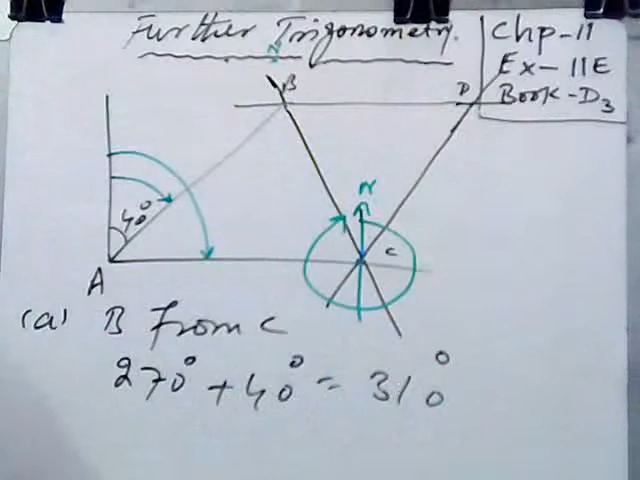 Further Trigonometry.
Chp-11
Ex-11E
Book-D3
N
B
D
N
40°
C
A
(a) B From C
270° + 40° = 310°